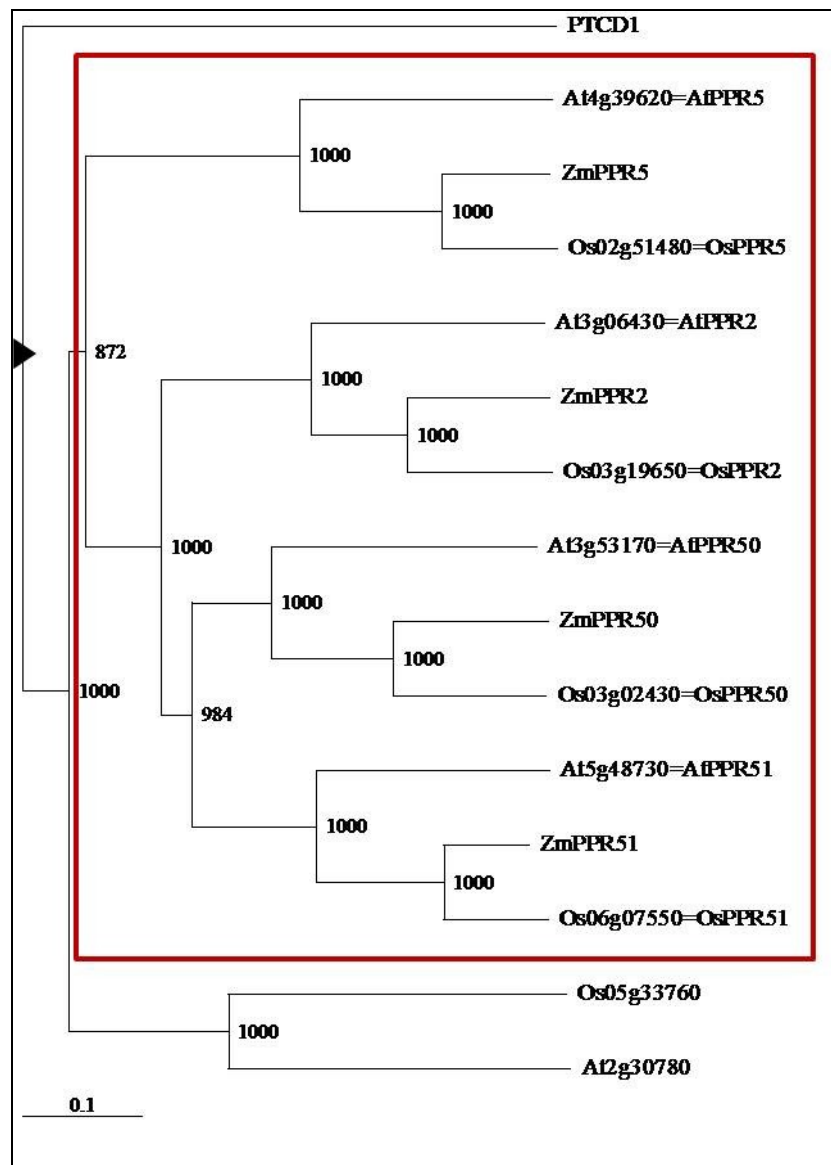 PTCD1
At4g39620=AtPPR5
1000
ZmPPR5
1000
Os02g51480=OsPPR5
At3g06430=AtPPR2
872
1000
ZmPPR2
1000
Os03g19650=OsPPR2
At3g53170=AtPPR50
1000
1000
ZmPPR50
1000
Os03g02430=OsPPR50
1000
984
At5g48730=AtPPR51
1000
ZmPPR51
1000
Os06g07550=OsPPR51
Os05g33760
1000
At2g30780
0.1